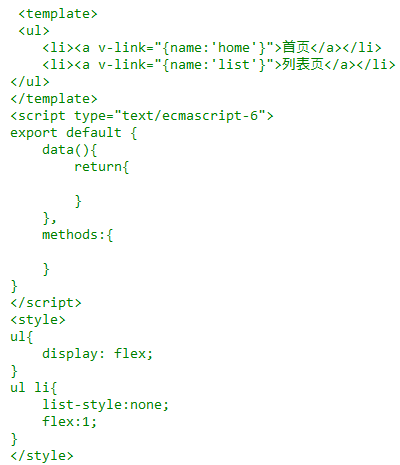 <template>
<ul>
    <li><a v-link="{name:'home'}">首页</a></li>
    <li><a v-link="{name:'list'}">列表页</a></li>
</ul>
</template>
<script type="text/ecmascript-6">
export default {
    data(){
        return{

        }
    },
    methods:{

    }
}
</script>
<style>
ul{
    display: flex;
}
ul li{
    list-style:none;
    flex:1;
}
</style>